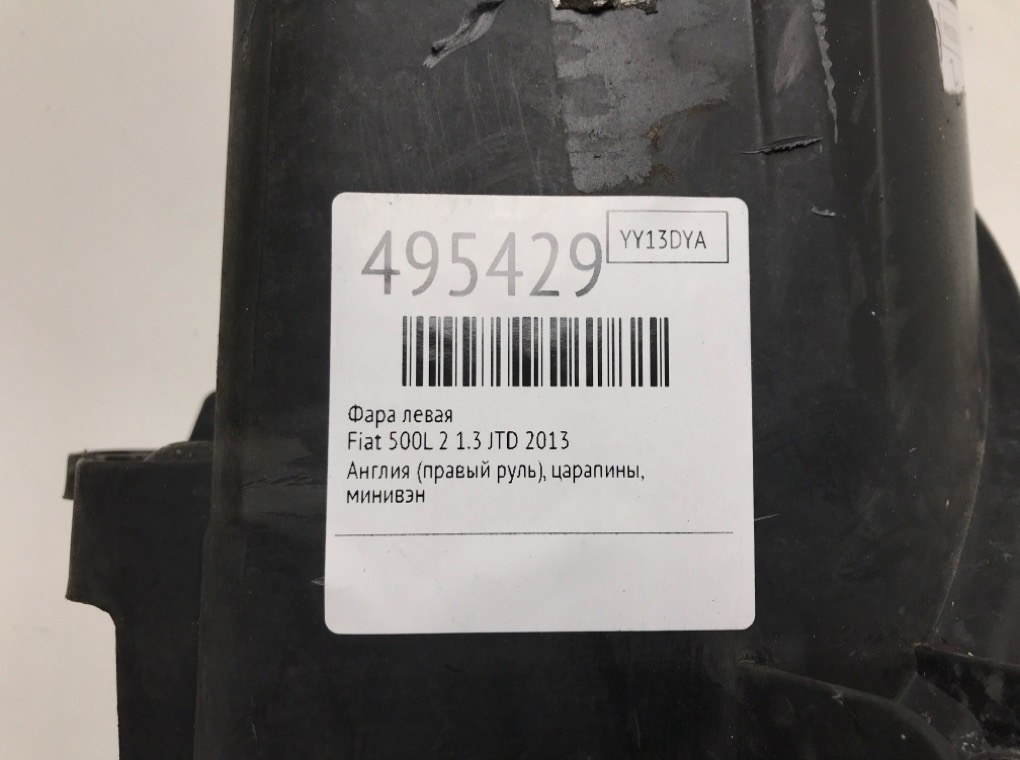 495429
YY13DYA
Фара левая
Fiat 500L 2 1.3 JTD 2013
Англия (правый руль), царапины,
минивэн